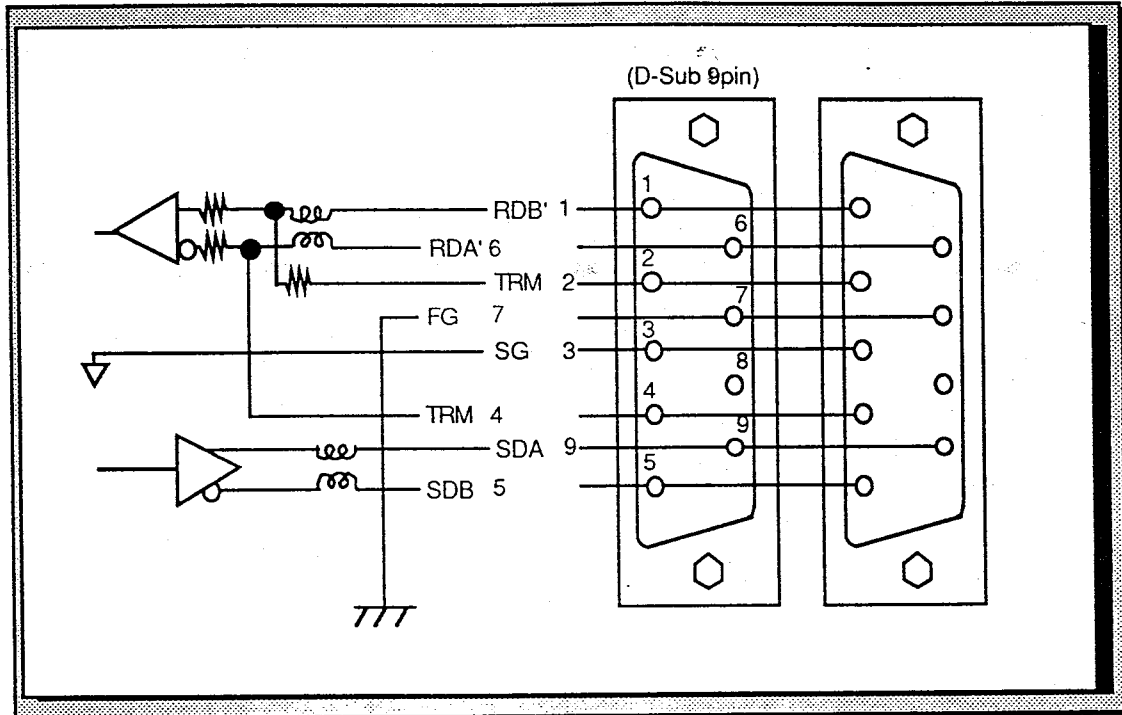 (D-Sub 9pin)
RDB' 1
RDA' 6
TRM 2
FG 7
SG 3
TRM 4
SDA 9
SDB 5
1
6
2
7
3
8
4
9
5